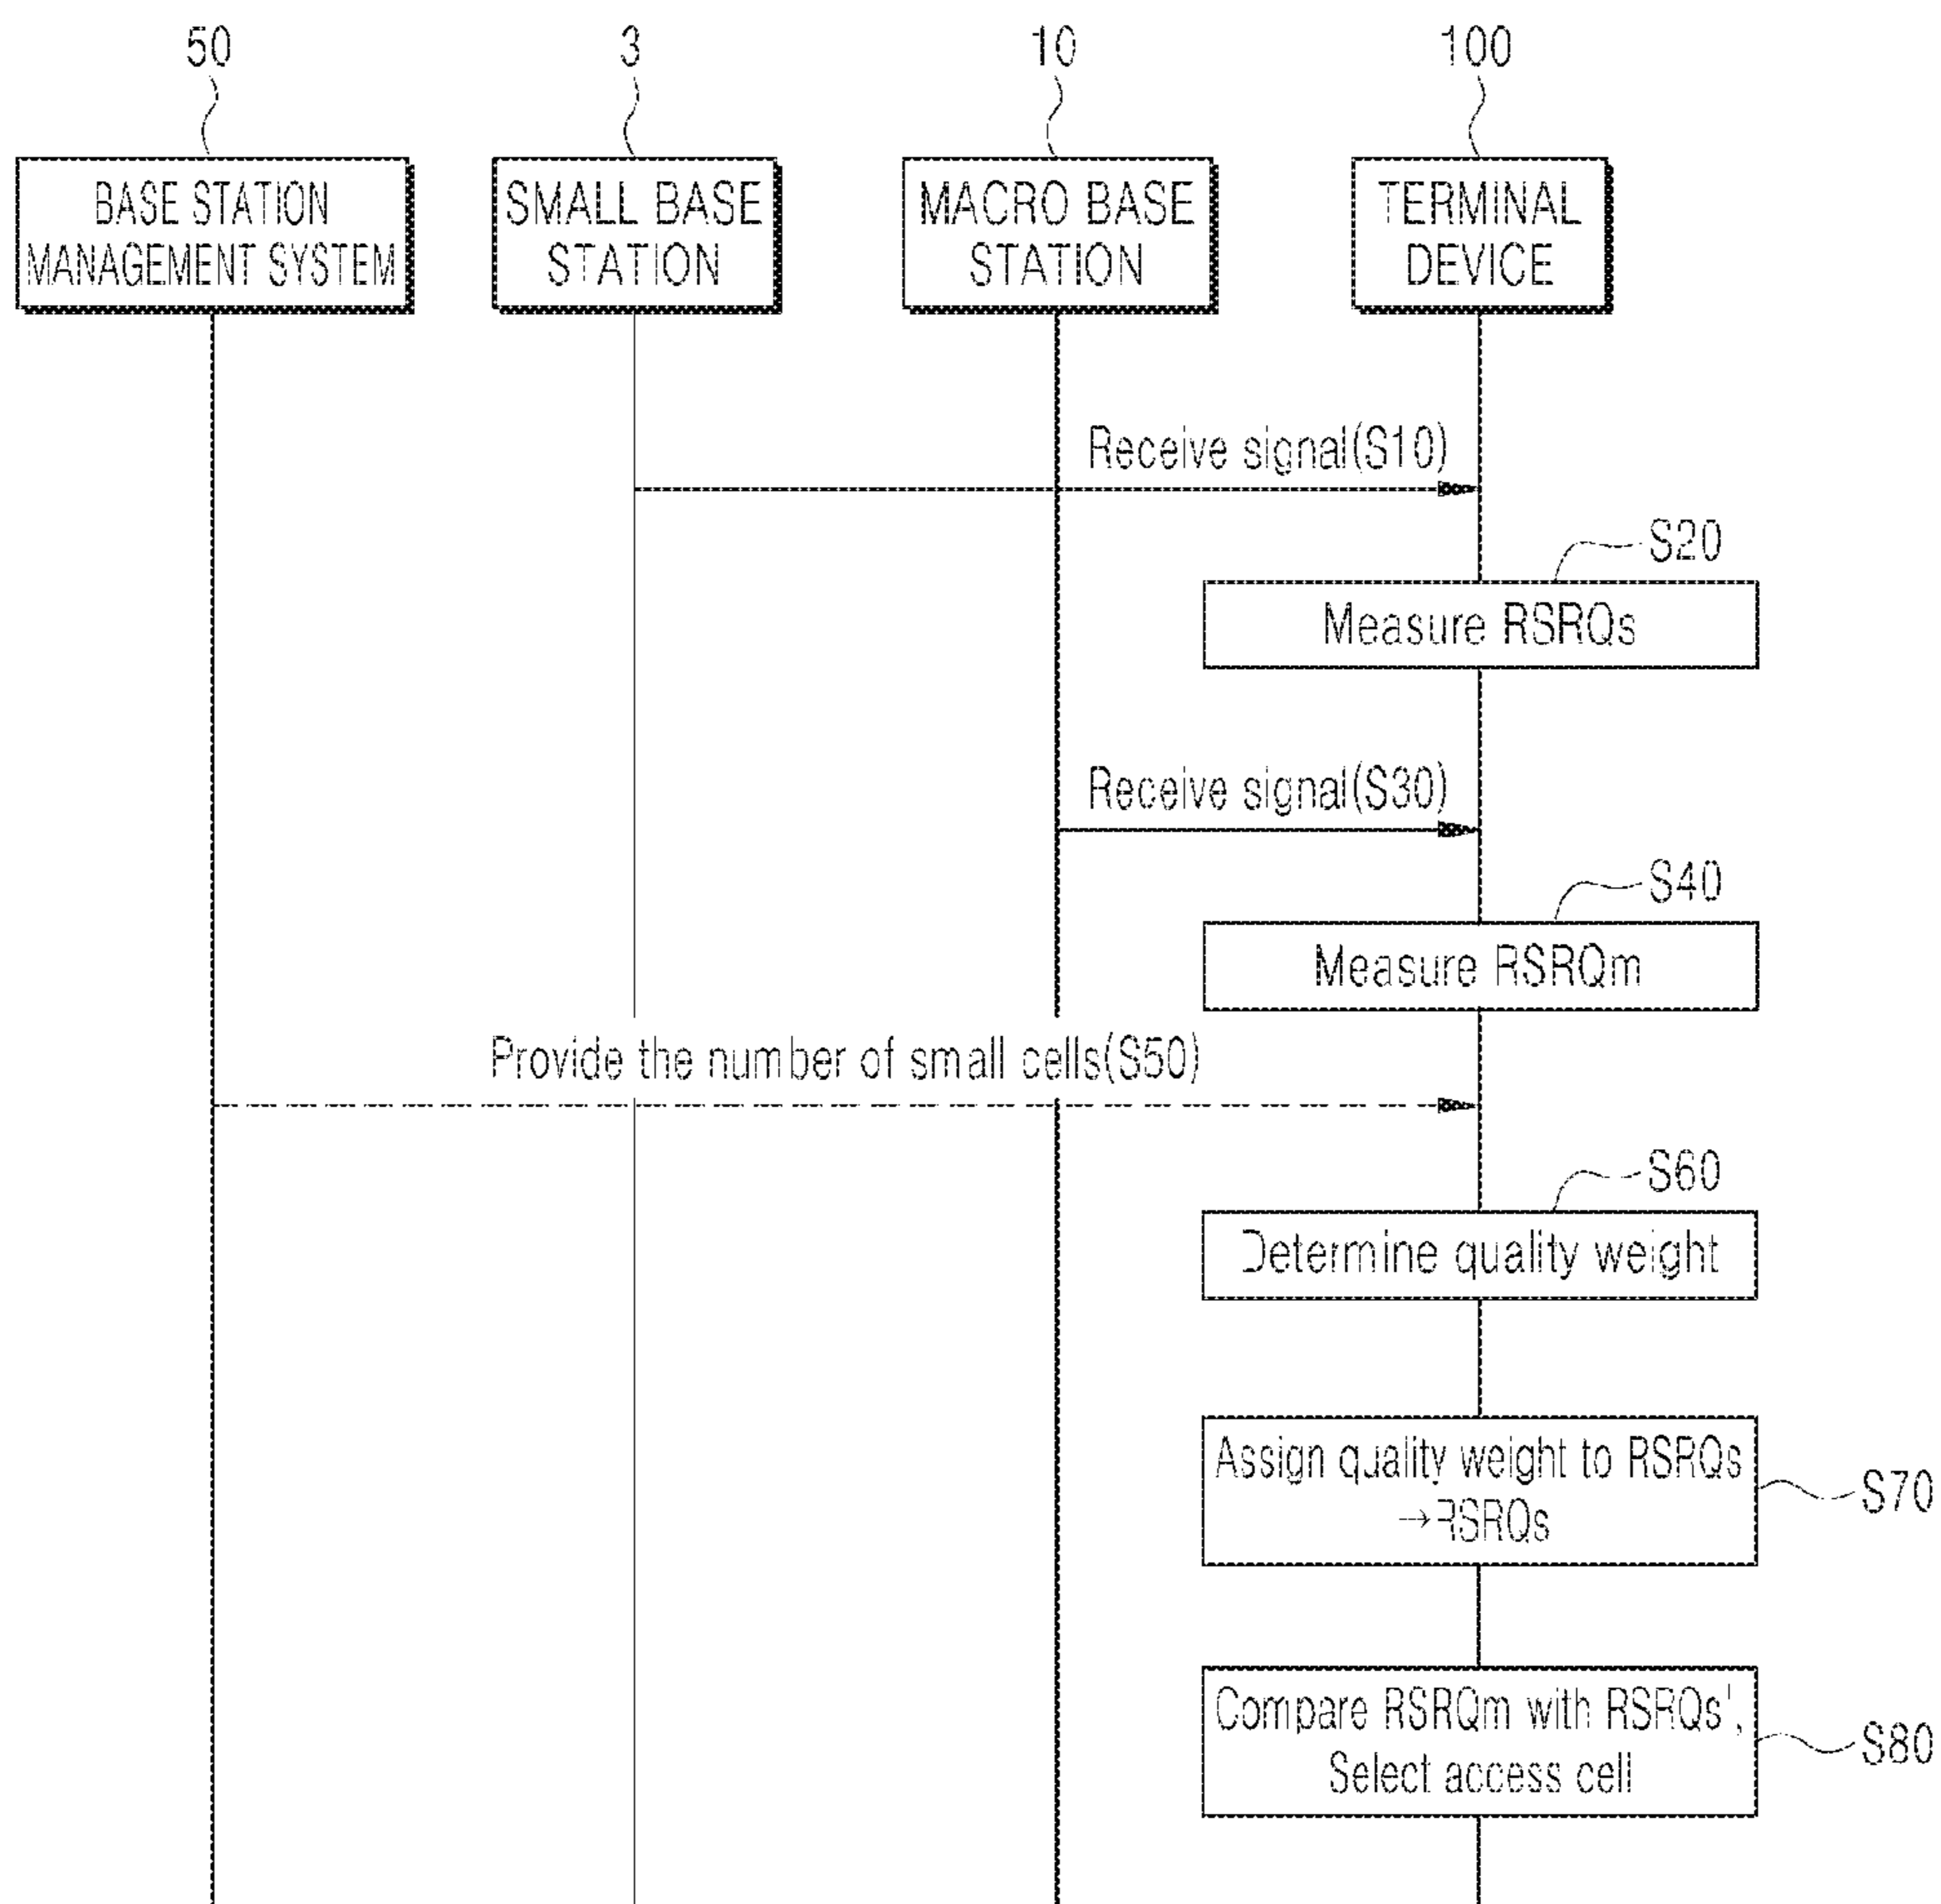 50
3
10
100
BASE STATION
MANAGEMENT SYSTEM
SMALL BASE
STATION
MACRO BASE
STATION
TERMINAL
DEVICE
Receive signal(S10)
S20
Measure RSRQs
Receive signal(S30)
S40
Measure RSRQm
Provide the number of small cells(S50)
S60
Determine quality weight
Assign quality weight to RSRQs
→RSRQs
S70
Compare RSRQm with RSRQs',
Select access cell
S80